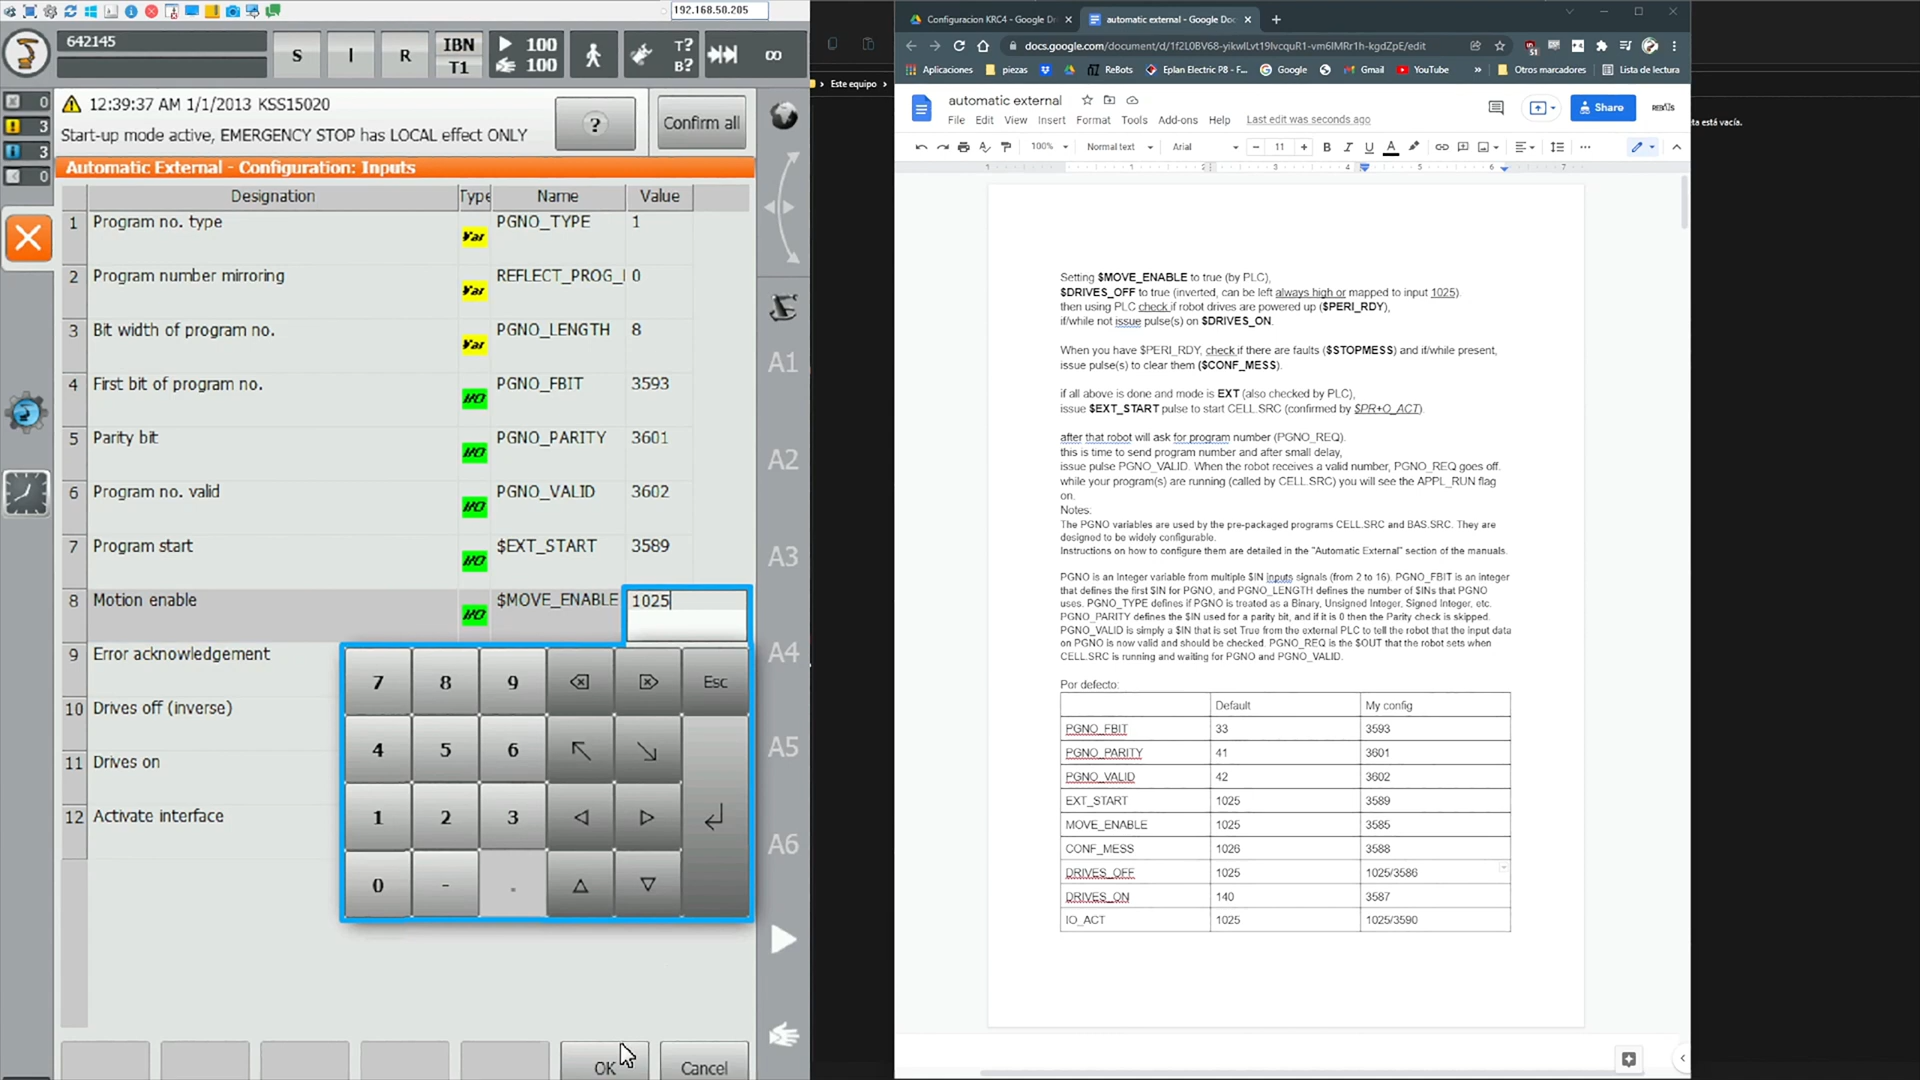 192.168.50.205
642145
S
I
R
IBN
T1
100
100
T?
B?
∞
0
3
3
0
12:39:37 AM 1/1/2013 KSS15020
Start-up mode active, EMERGENCY STOP has LOCAL effect ONLY
?
Confirm all
Automatic External - Configuration: Inputs
Designation Type Name Value
1 Program no. type Var PGNO_TYPE 1
2 Program number mirroring Var REFLECT_PROG_ 0
3 Bit width of program no. Var PGNO_LENGTH 8
4 First bit of program no. I/O PGNO_FBIT 3593
5 Parity bit I/O PGNO_PARITY 3601
6 Program no. valid I/O PGNO_VALID 3602
7 Program start I/O $EXT_START 3589
8 Motion enable I/O $MOVE_ENABLE 1025
9 Error acknowledgement
10 Drives off (inverse)
11 Drives on
12 Activate interface
7 8 9 Esc
4 5 6
1 2 3
0 - .
OK Cancel
A1
A2
A3
A4
A5
A6
Este equipo
ta está vacía.
Configuracion KRC4 - Google Dr
automatic external - Google Doc
docs.google.com/document/d/1f2L0BV68-yikwlLvt19IvcquR1-vm6IMRr1h-kgdZpE/edit
51
Aplicaciones piezas ReBots Eplan Electric P8 - F... Google Gmail YouTube » Otros marcadores Lista de lectura
automatic external
File Edit View Insert Format Tools Add-ons Help Last edit was seconds ago
Share
100% Normal text Arial 11 B I U A
1 1 2 3 4 5 6 7
Setting $MOVE_ENABLE to true (by PLC),
$DRIVES_OFF to true (inverted, can be left always high or mapped to input 1025).
then using PLC check if robot drives are powered up ($PERI_RDY),
if/while not issue pulse(s) on $DRIVES_ON.
When you have $PERI_RDY, check if there are faults ($STOPMESS) and if/while present,
issue pulse(s) to clear them ($CONF_MESS).
if all above is done and mode is EXT (also checked by PLC),
issue $EXT_START pulse to start CELL.SRC (confirmed by $PR+O_ACT).
after that robot will ask for program number (PGNO_REQ).
this is time to send program number and after small delay,
issue pulse PGNO_VALID. When the robot receives a valid number, PGNO_REQ goes off.
while your program(s) are running (called by CELL.SRC) you will see the APPL_RUN flag
on.
Notes:
The PGNO variables are used by the pre-packaged programs CELL.SRC and BAS.SRC. They are
designed to be widely configurable.
Instructions on how to configure them are detailed in the "Automatic External" section of the manuals.
PGNO is an Integer variable from multiple $IN inputs signals (from 2 to 16). PGNO_FBIT is an integer
that defines the first $IN for PGNO, and PGNO_LENGTH defines the number of $INs that PGNO
uses. PGNO_TYPE defines if PGNO is treated as a Binary, Unsigned Integer, Signed Integer, etc.
PGNO_PARITY defines the $IN used for a parity bit, and if it is 0 then the Parity check is skipped.
PGNO_VALID is simply a $IN that is set True from the external PLC to tell the robot that the input data
on PGNO is now valid and should be checked. PGNO_REQ is the $OUT that the robot sets when
CELL.SRC is running and waiting for PGNO and PGNO_VALID.
Por defecto:
Default My config
PGNO_FBIT 33 3593
PGNO_PARITY 41 3601
PGNO_VALID 42 3602
EXT_START 1025 3589
MOVE_ENABLE 1025 3585
CONF_MESS 1026 3588
DRIVES_OFF 1025 1025/3586
DRIVES_ON 140 3587
IO_ACT 1025 1025/3590